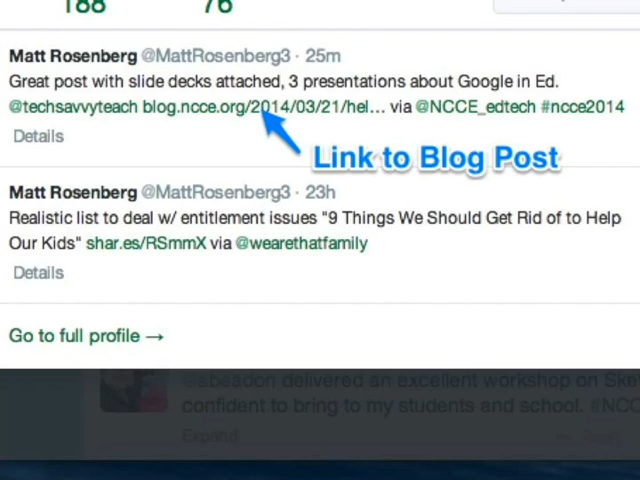 188 76
Matt Rosenberg @MattRosenberg3 · 25m
Great post with slide decks attached, 3 presentations about Google in Ed.
@techsavvyteach blog.ncce.org/2014/03/21/hel... via @NCCE_edtech #ncce2014
Details
Link to Blog Post
Matt Rosenberg @MattRosenberg3 · 23h
Realistic list to deal w/ entitlement issues "9 Things We Should Get Rid of to Help
Our Kids" shar.es/RSmmX via @wearethatfamily
Details
Go to full profile →
delivered an excellent workshop on
confident to bring to my students and school.
Expand